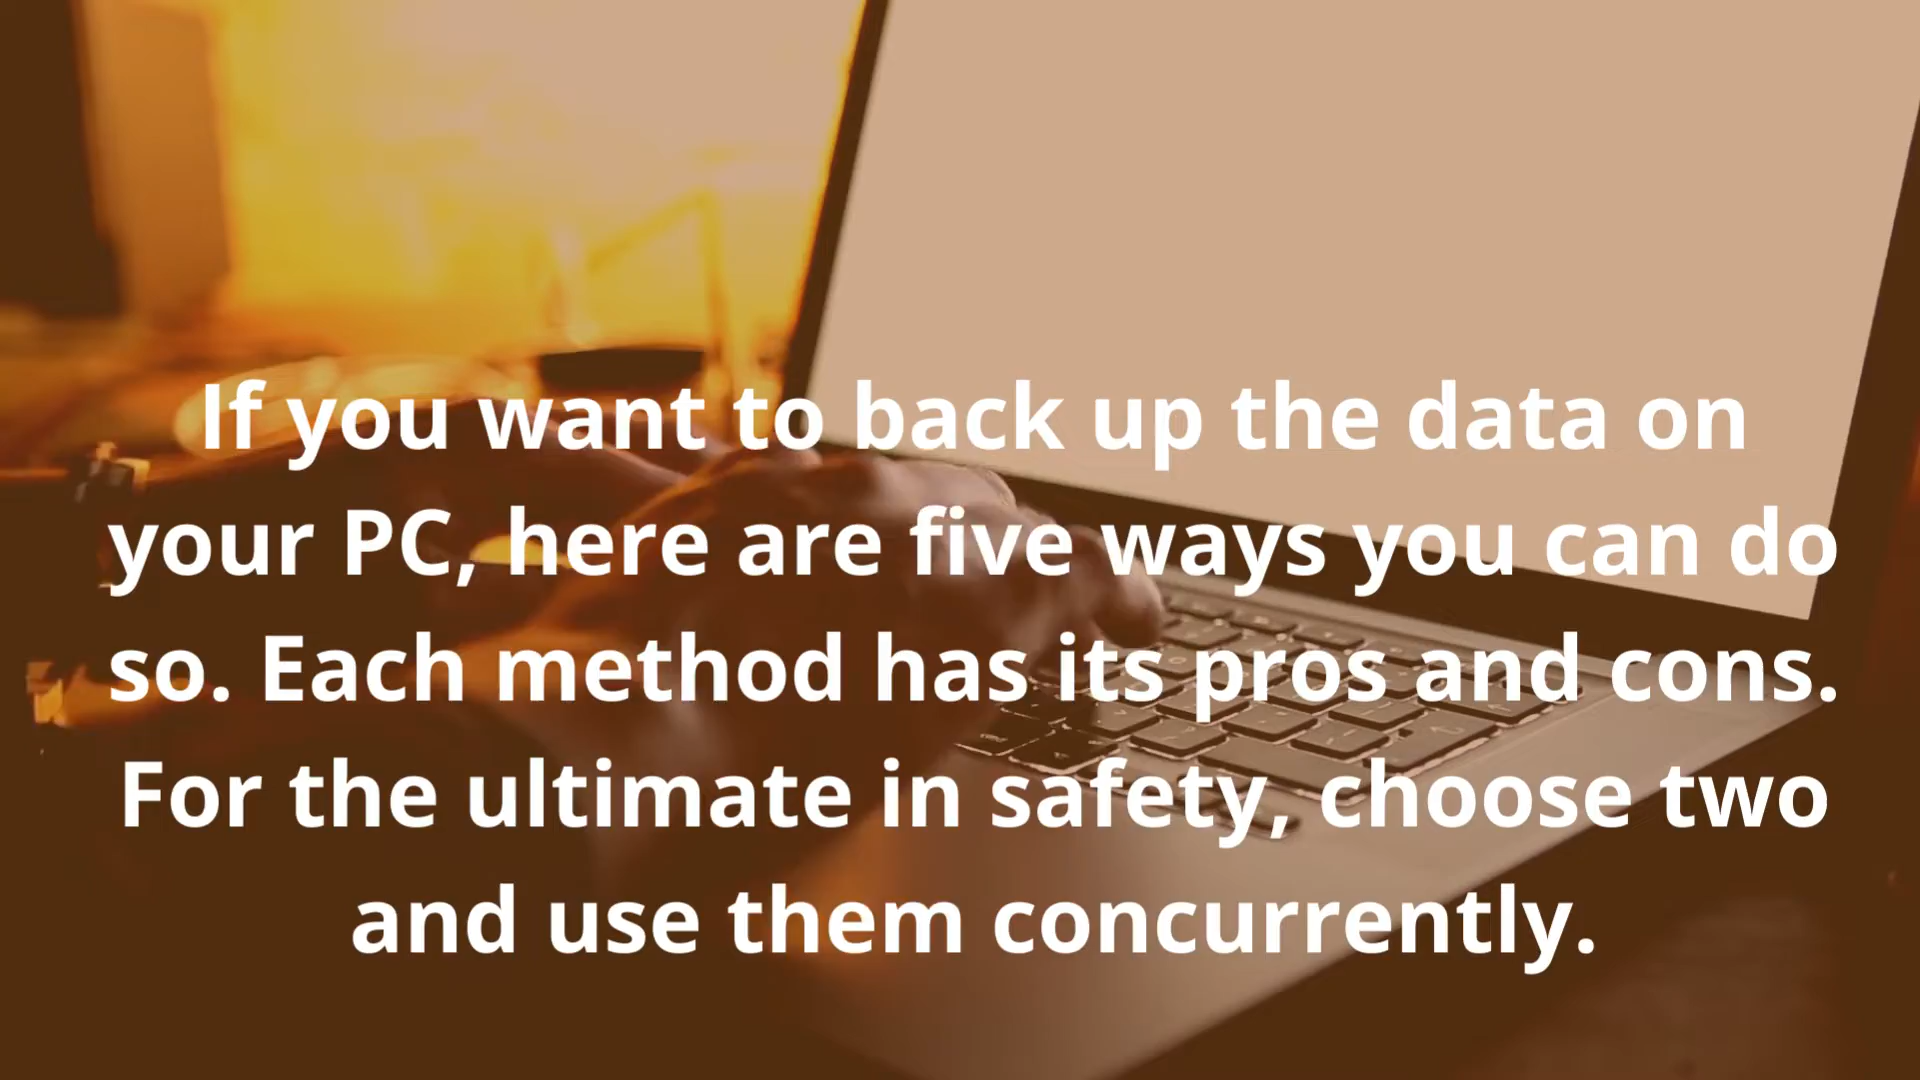 If you want to back up the data on
your PC, here are five ways you can do
so. Each method has its pros and cons.
For the ultimate in safety, choose two
and use them concurrently.